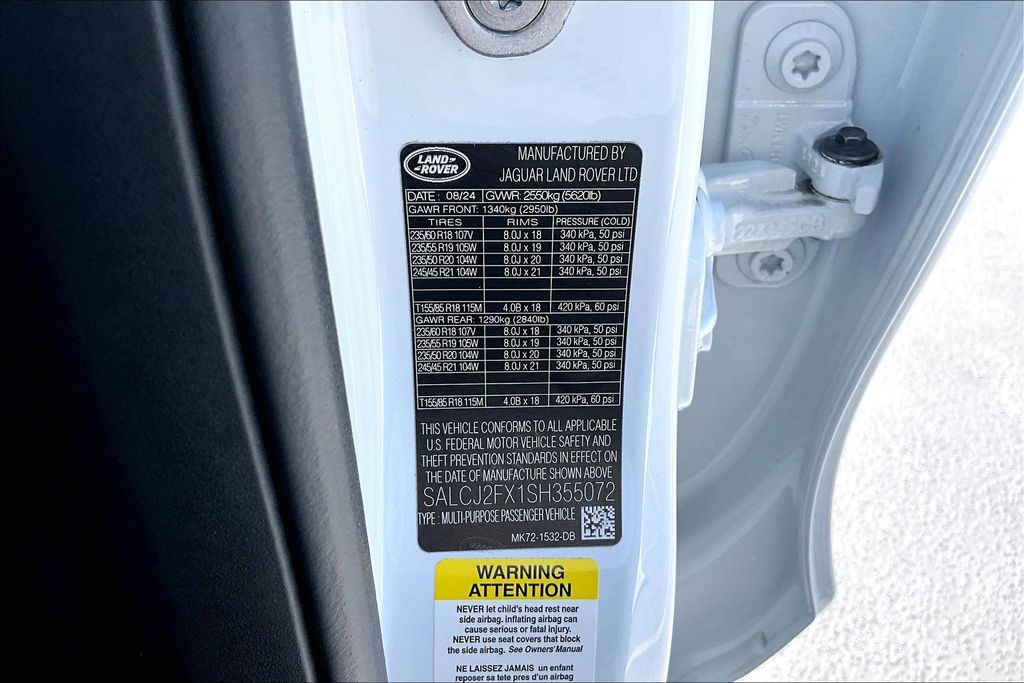 LAND-
-ROVER
MANUFACTURED BY
JAGUAR LAND ROVER LTD
DATE : 08/24 GVWR: 2550kg (5620lb)
GAWR FRONT: 1340kg (2950lb)
TIRES RIMS PRESSURE (COLD)
235/60 R18 107V 8.0J x 18 340 kPa, 50 psi
235/55 R19 105W 8.0J x 19 340 kPa, 50 psi
235/50 R20 104W 8.0J x 20 340 kPa, 50 psi
245/45 R21 104W 8.0J x 21 340 kPa, 50 psi
T155/85 R18 115M 4.0B x 18 420 kPa, 60 psi
GAWR REAR: 1290kg (2840lb)
235/60 R18 107V 8.0J x 18 340 kPa, 50 psi
235/55 R19 105W 8.0J x 19 340 kPa, 50 psi
235/50 R20 104W 8.0J x 20 340 kPa, 50 psi
245/45 R21 104W 8.0J x 21 340 kPa, 50 psi
T155/85 R18 115M 4.0B x 18 420 kPa, 60 psi
THIS VEHICLE CONFORMS TO ALL APPLICABLE
U.S. FEDERAL MOTOR VEHICLE SAFETY AND
THEFT PREVENTION STANDARDS IN EFFECT ON
THE DATE OF MANUFACTURE SHOWN ABOVE
SALCJ2FX1SH355072
TYPE : MULTI-PURPOSE PASSENGER VEHICLE
MK72-1532-DB
WARNING
ATTENTION
NEVER let child's head rest near
side airbag. inflating airbag can
cause serious or fatal injury.
NEVER use seat covers that block
the side airbag. See Owners' Manual
NE LAISSEZ JAMAIS un enfant
reposer sa tete pres d'un airbag